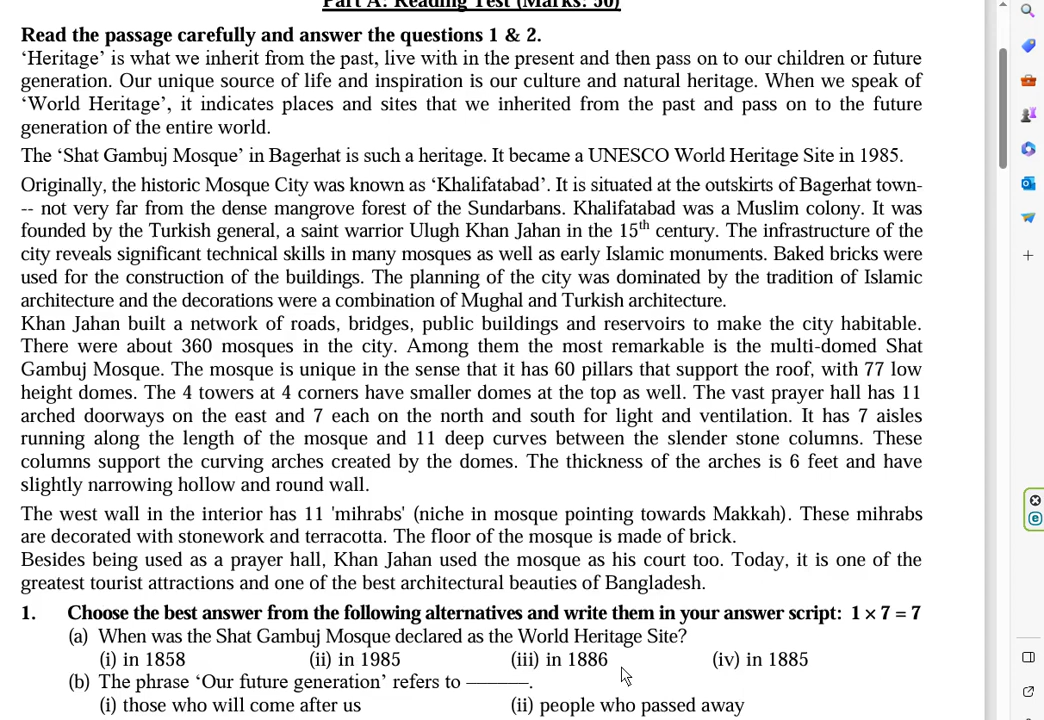 Part A: Reading Test (Marks: 50)
Read the passage carefully and answer the questions 1 & 2.
‘Heritage’ is what we inherit from the past, live with in the present and then pass on to our children or future
generation. Our unique source of life and inspiration is our culture and natural heritage. When we speak of
‘World Heritage’, it indicates places and sites that we inherited from the past and pass on to the future
generation of the entire world.
The ‘Shat Gambuj Mosque’ in Bagerhat is such a heritage. It became a UNESCO World Heritage Site in 1985.
Originally, the historic Mosque City was known as ‘Khalifatabad’. It is situated at the outskirts of Bagerhat town-
-- not very far from the dense mangrove forest of the Sundarbans. Khalifatabad was a Muslim colony. It was
founded by the Turkish general, a saint warrior Ulugh Khan Jahan in the 15th century. The infrastructure of the
city reveals significant technical skills in many mosques as well as early Islamic monuments. Baked bricks were
used for the construction of the buildings. The planning of the city was dominated by the tradition of Islamic
architecture and the decorations were a combination of Mughal and Turkish architecture.
Khan Jahan built a network of roads, bridges, public buildings and reservoirs to make the city habitable.
There were about 360 mosques in the city. Among them the most remarkable is the multi-domed Shat
Gambuj Mosque. The mosque is unique in the sense that it has 60 pillars that support the roof, with 77 low
height domes. The 4 towers at 4 corners have smaller domes at the top as well. The vast prayer hall has 11
arched doorways on the east and 7 each on the north and south for light and ventilation. It has 7 aisles
running along the length of the mosque and 11 deep curves between the slender stone columns. These
columns support the curving arches created by the domes. The thickness of the arches is 6 feet and have
slightly narrowing hollow and round wall.
The west wall in the interior has 11 'nihrabs' (niche in mosque pointing towards Makkah). These mihrabs
are decorated with stonework and terracotta. The floor of the mosque is made of brick.
Besides being used as a prayer hall, Khan Jahan used the mosque as his court too. Today, it is one of the
greatest tourist attractions and one of the best architectural beauties of Bangladesh.
1. Choose the best answer from the following alternatives and write them in your answer script: 1 × 7 = 7
(a) When was the Shat Gambuj Mosque declared as the World Heritage Site?
(i) in 1858 (ii) in 1985 (iii) in 1886 (iv) in 1885
(b) The phrase ‘Our future generation’ refers to ———.
(i) those who will come after us (ii) people who passed away